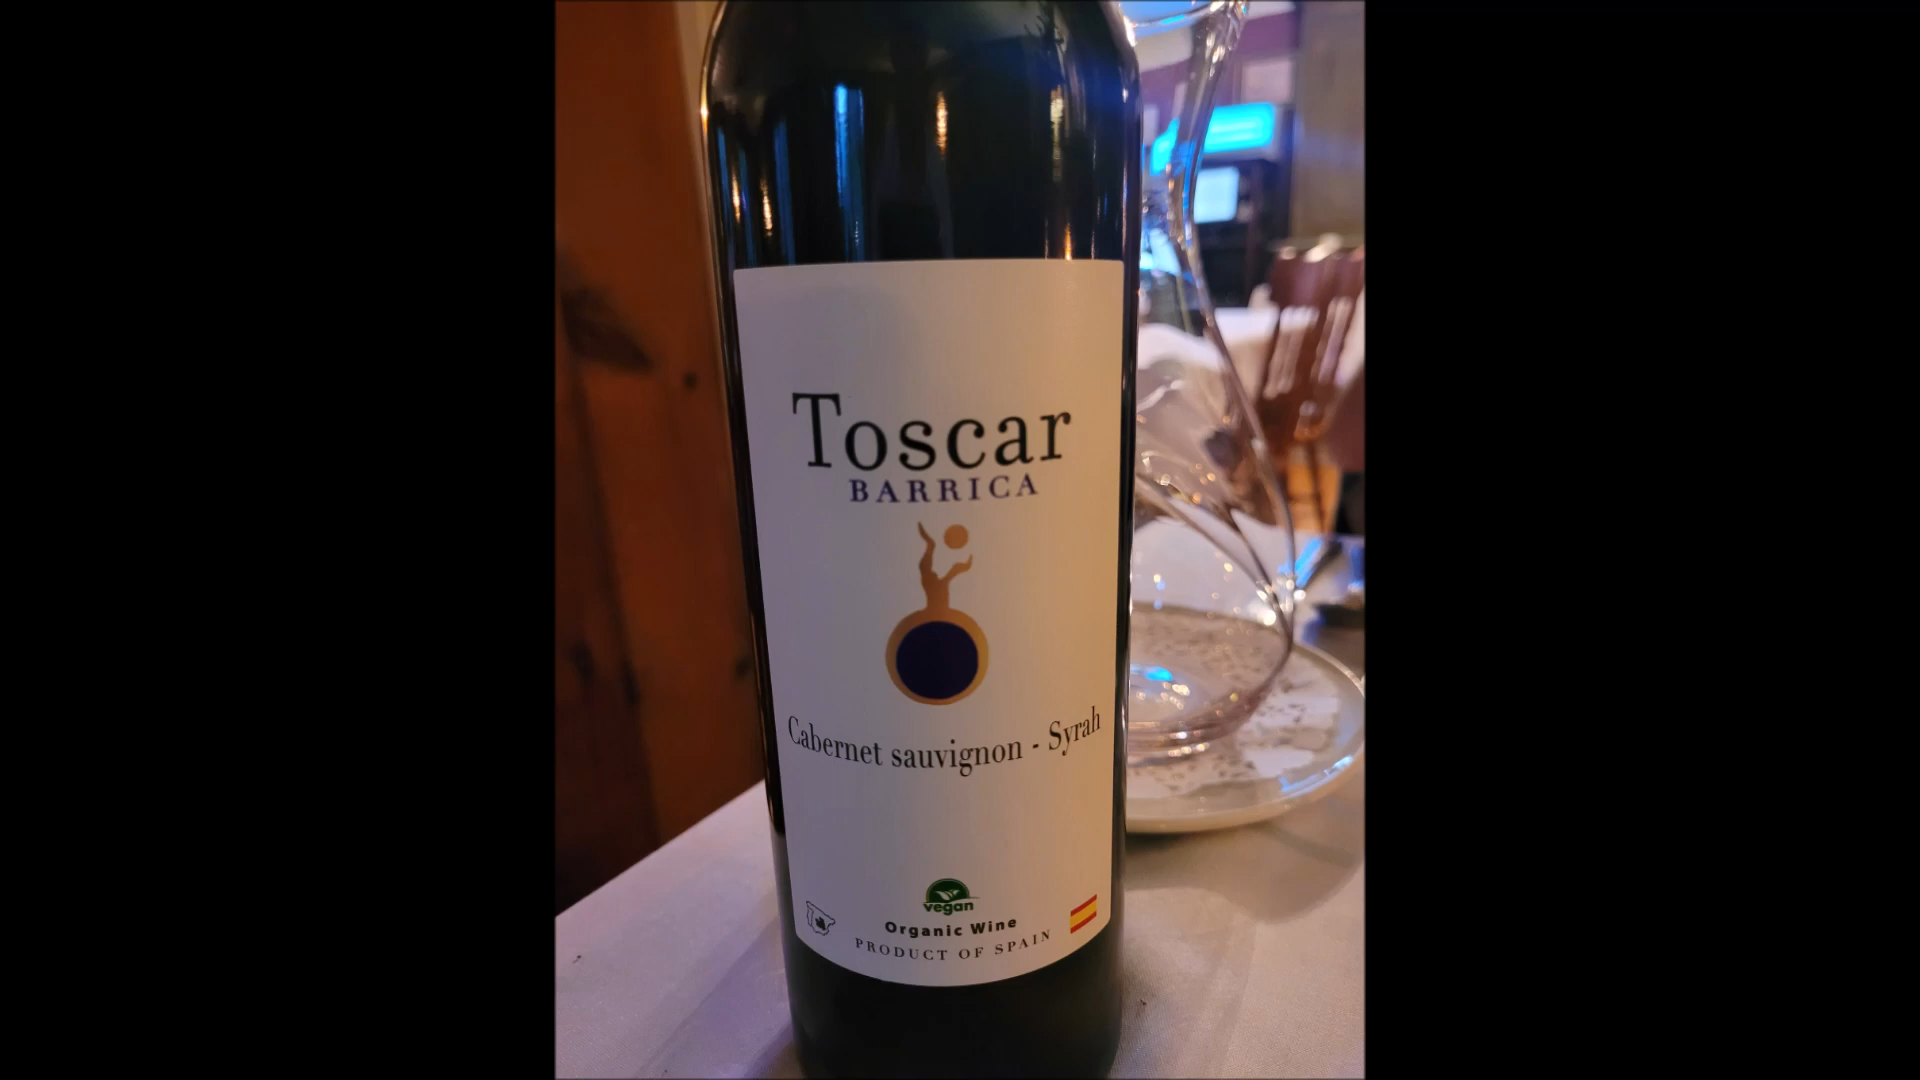 Toscar
BARRICA
Cabernet sauvignon - Syrah
vegan
Organic Wine
PRODUCT OF SPAIN